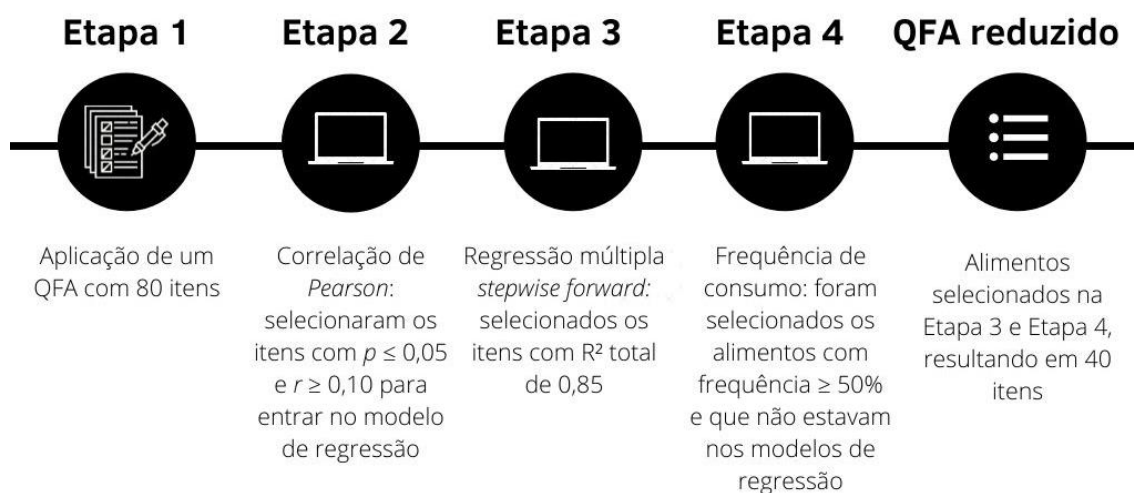 Etapa 1
Aplicação de um
QFA com 80 itens
Etapa 2
Correlação de
Pearson:
selecionaram os
itens com p ≤ 0,05
e r ≥ 0,10 para
entrar no modelo
de regressão
Etapa 3
Regressão múltipla
stepwise forward:
selecionados os
itens com R² total
de 0,85
Etapa 4
Frequência de
consumo: foram
selecionados os
alimentos com
frequência ≥ 50%
e que não estavam
nos modelos de
regressão
QFA reduzido
Alimentos
selecionados na
Etapa 3 e Etapa 4,
resultando em 40
itens